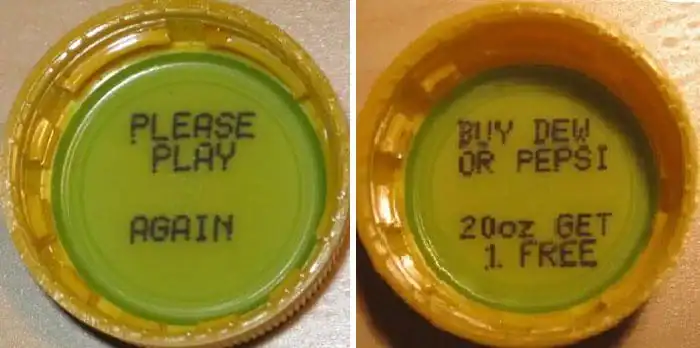 PLEASE
PLAY
AGAIN
BUY DEW
OR PEPSI
20oz GET
1 FREE